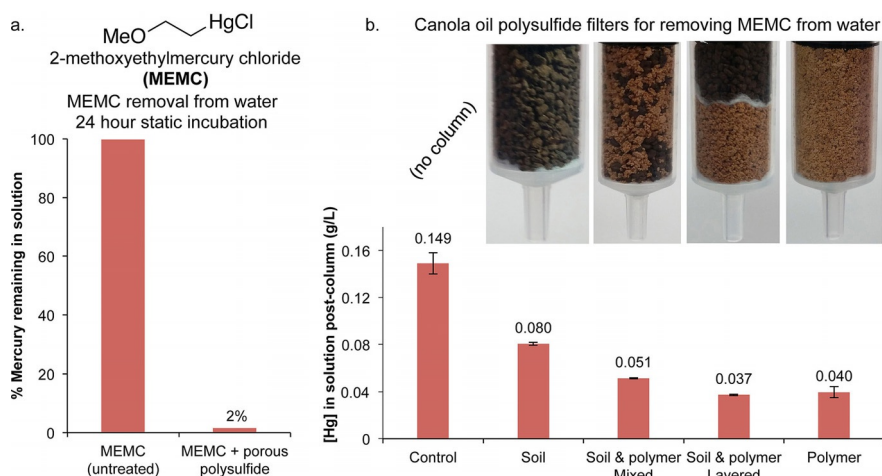 a.
MeO
HgCl
2-methoxyethylmercury chloride
(MEMC)
MEMC removal from water
24 hour static incubation
% Mercury remaining in solution
100
80
60
40
20
0
2%
MEMC
(untreated)
MEMC + porous
polysulfide
b.
Canola oil polysulfide filters for removing MEMC from water
(no column)
[Hg] in solution post-column (g/L)
0.16
0.12
0.08
0.04
0
0.149
0.080
0.051
0.037
0.040
Control
Soil
Soil & polymer
Mixed
Soil & polymer
Layered
Polymer